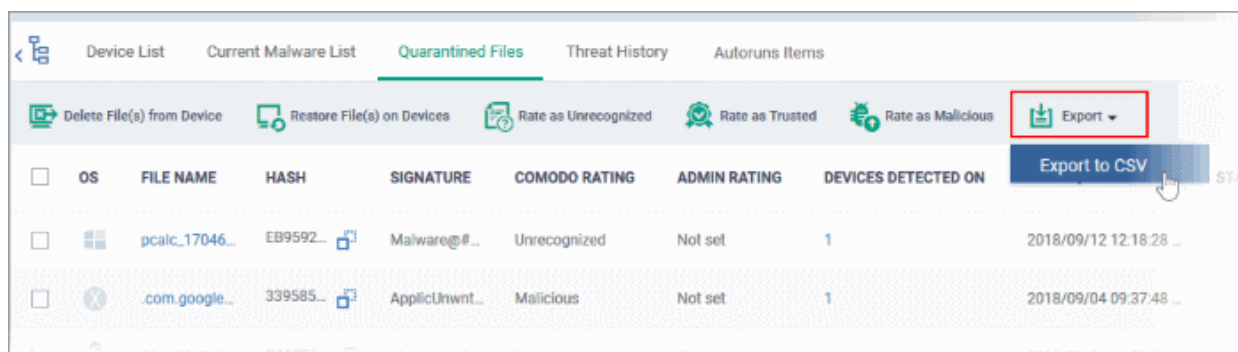 Device List Current Malware List Quarantined Files Threat History Autoruns Items
Delete File(s) from Device Restore File(s) on Devices Rate as Unrecognized Rate as Trusted Rate as Malicious Export
Export to CSV
OS FILE NAME HASH SIGNATURE COMODO RATING ADMIN RATING DEVICES DETECTED ON
pcalc_17046... EB9592... Malware@#... Unrecognized Not set 1 2018/09/12 12:18:28 ...
.com.google... 339585... ApplicUnwnt... Malicious Not set 1 2018/09/04 09:37:48 ...